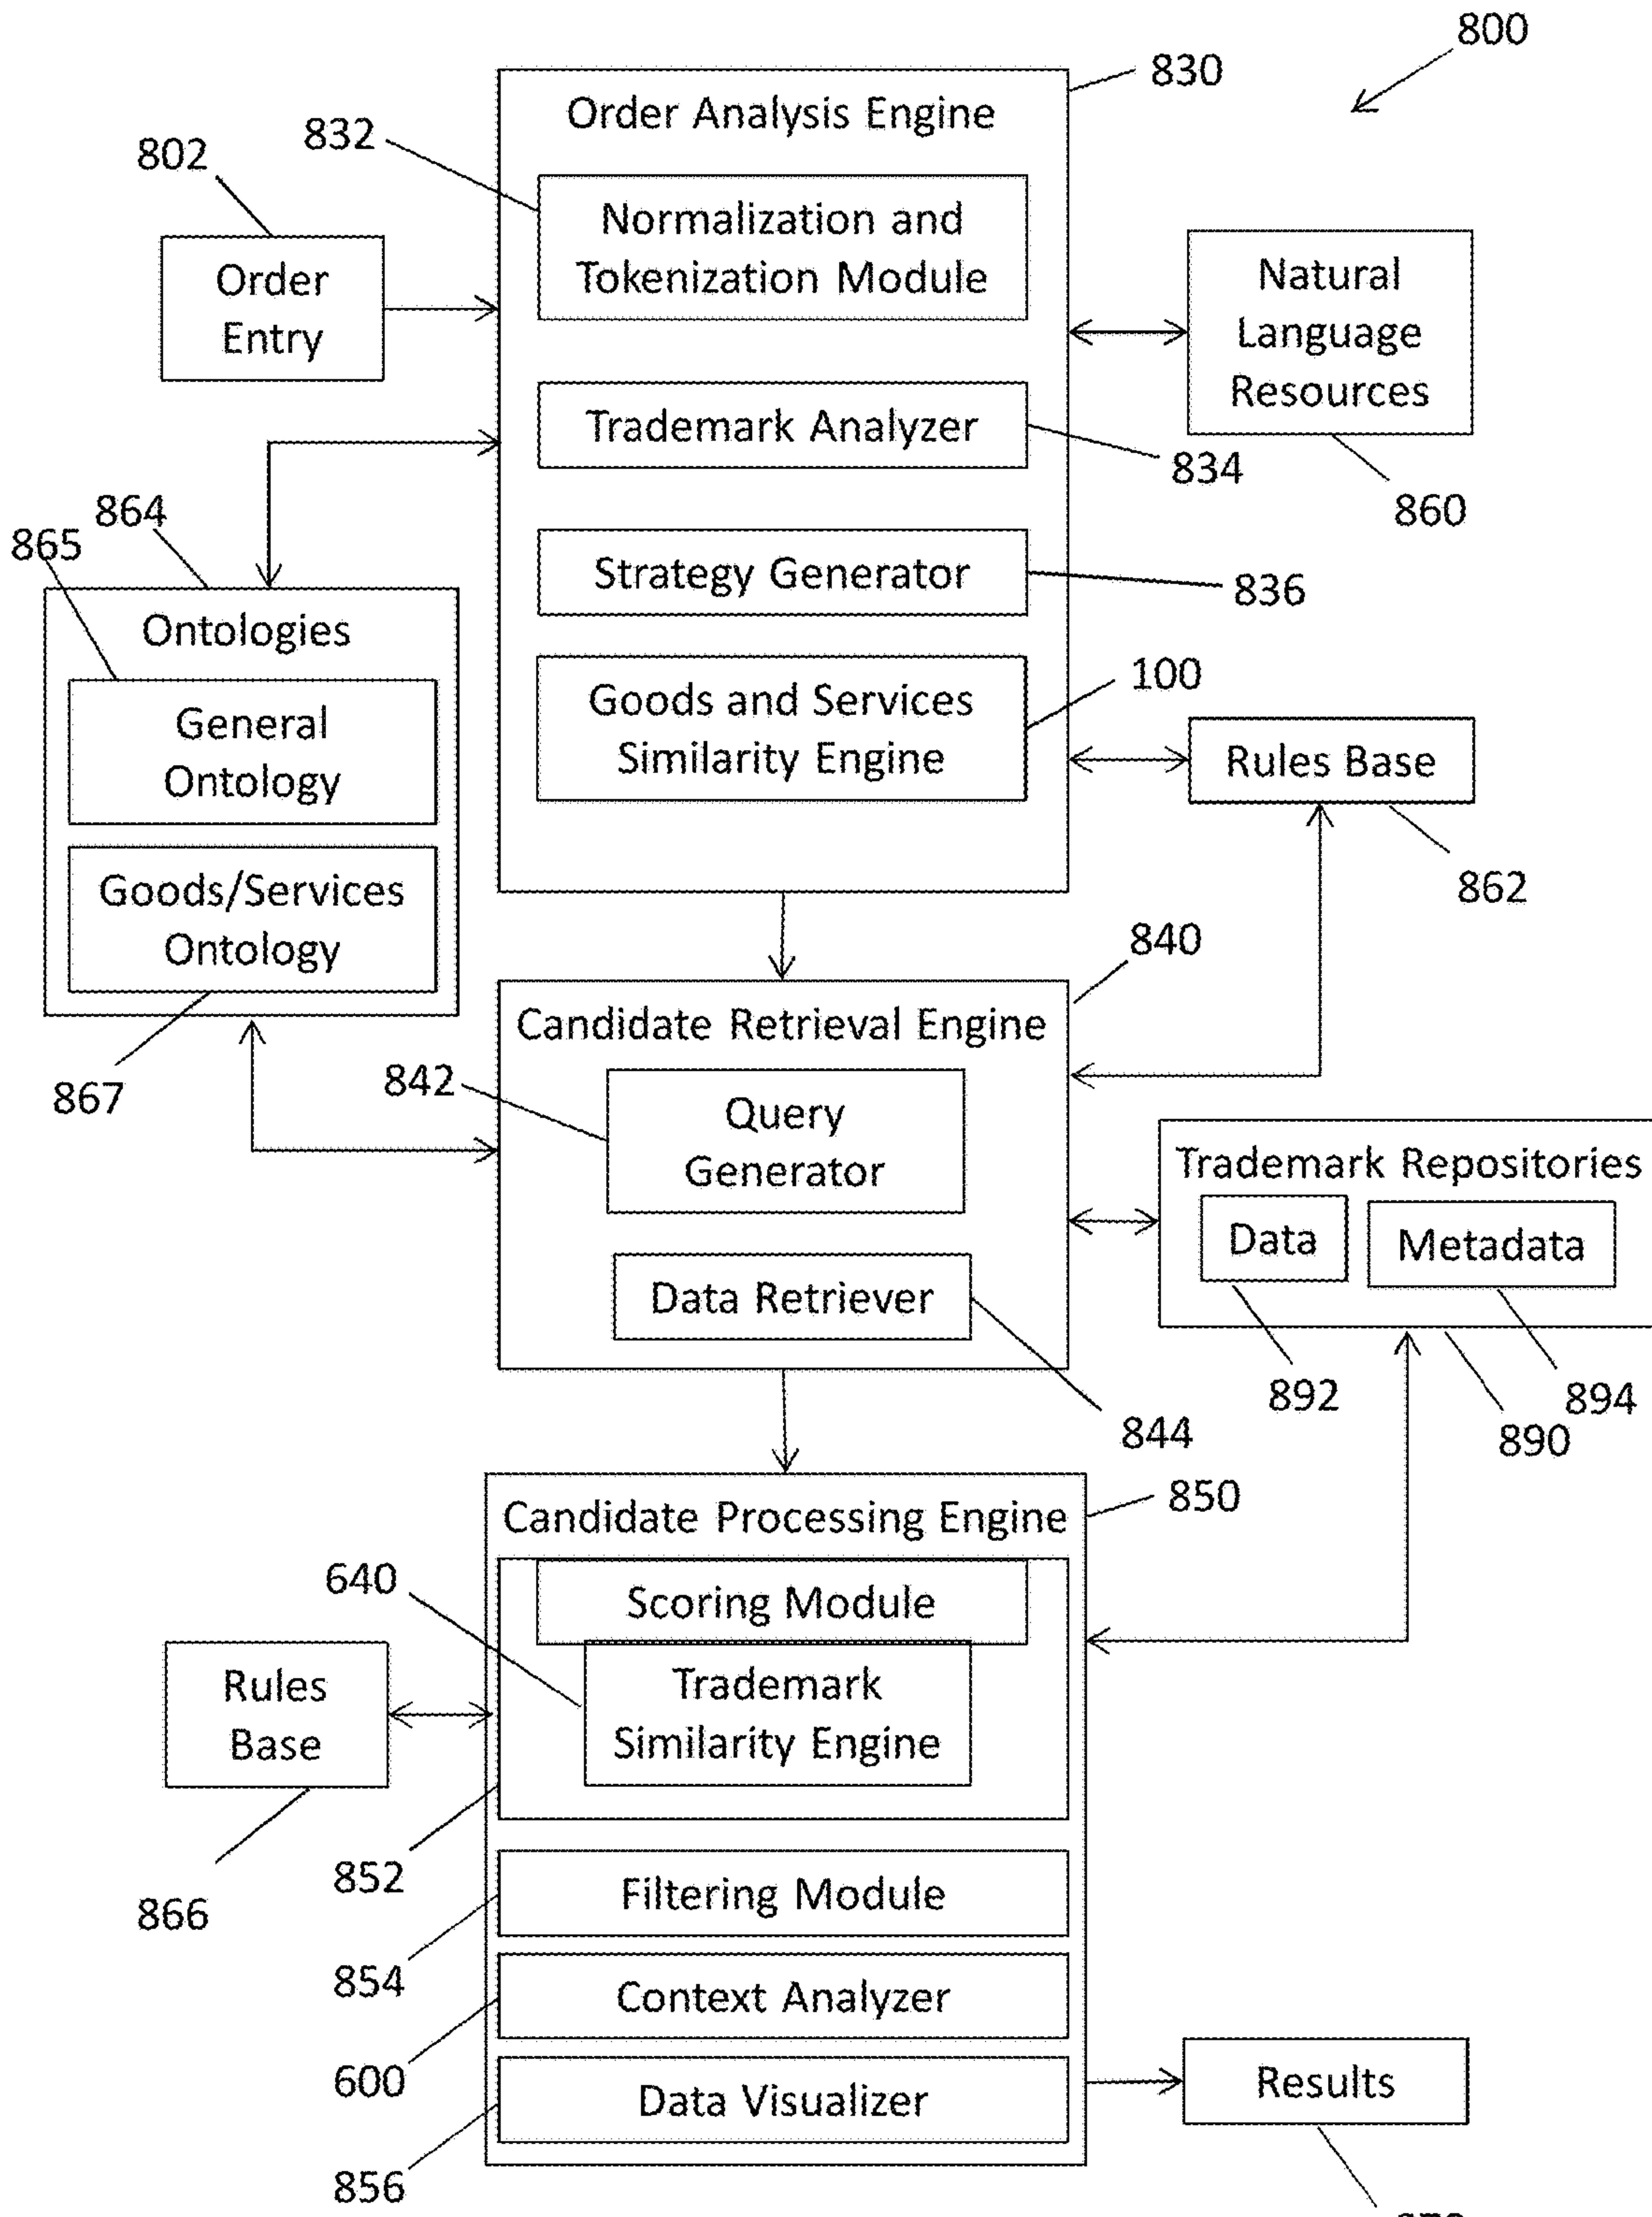 800
830
Order Analysis Engine
832
802
Normalization and
Tokenization Module
Order
Entry
Natural
Language
Resources
Trademark Analyzer
834
860
864
865
Strategy Generator
836
Ontologies
General
Ontology
Goods and Services
Similarity Engine
100
Rules Base
862
Goods/Services
Ontology
867
840
Candidate Retrieval Engine
842
Query
Generator
Trademark Repositories
Data
Metadata
Data Retriever
892
894
890
844
850
Candidate Processing Engine
640
Scoring Module
Trademark
Similarity Engine
Rules
Base
852
866
Filtering Module
854
Context Analyzer
600
Data Visualizer
856
Results